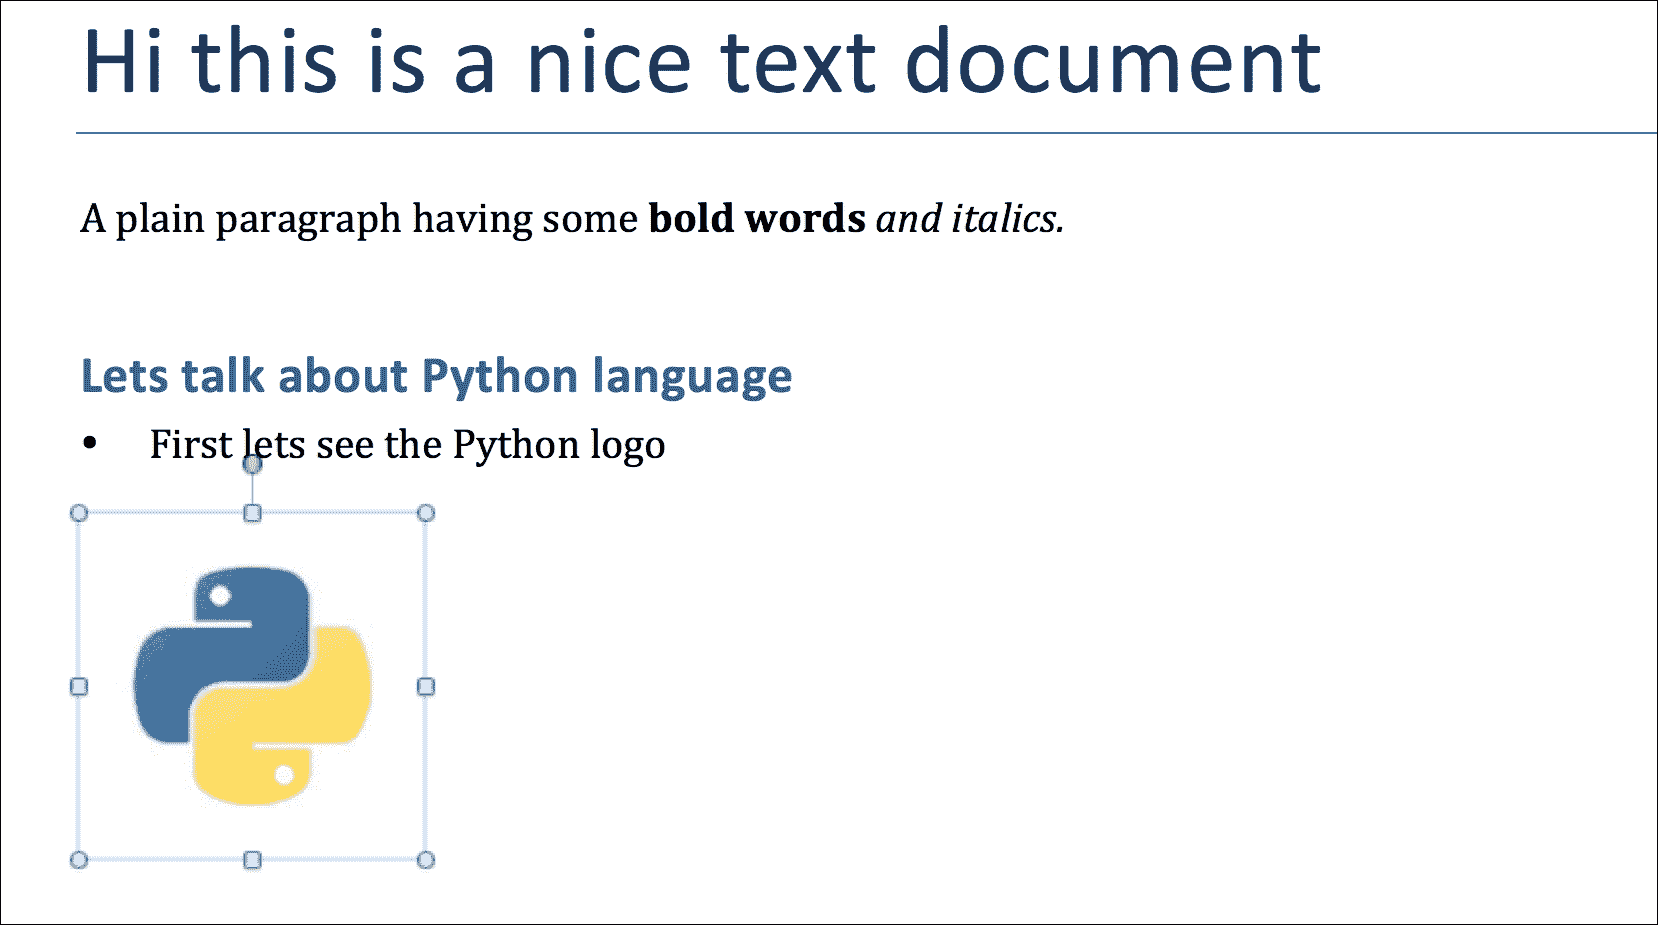 Hi this is a nice text document
A plain paragraph having some bold words and italics.
Lets talk about Python language
• First lets see the Python logo